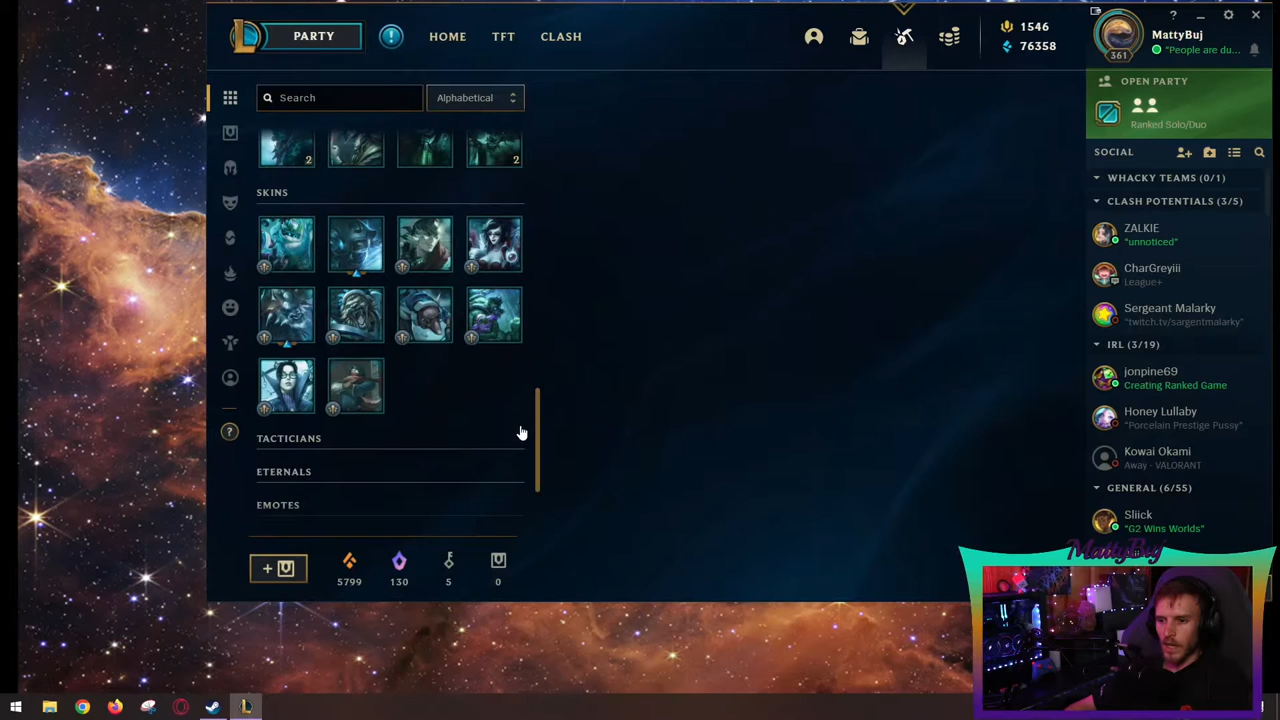 PARTY
HOME
TFT
CLASH
1546
76358
361
MattyBuj
"People are du...
OPEN PARTY
Ranked Solo/Duo
Search
Alphabetical
2
2
SKINS
TACTICIANS
ETERNALS
EMOTES
5799
130
5
0
SOCIAL
WHACKY TEAMS (0/1)
CLASH POTENTIALS (3/5)
ZALKIE
"unnoticed"
CharGreyiii
League+
Sergeant Malarky
"twitch.tv/sargentmalarky"
IRL (3/19)
jonpine69
Creating Ranked Game
Honey Lullaby
"Porcelain Prestige Pussy"
Kowai Okami
Away - VALORANT
GENERAL (6/55)
Sliick
"G2 Wins Worlds"
MattyBuj